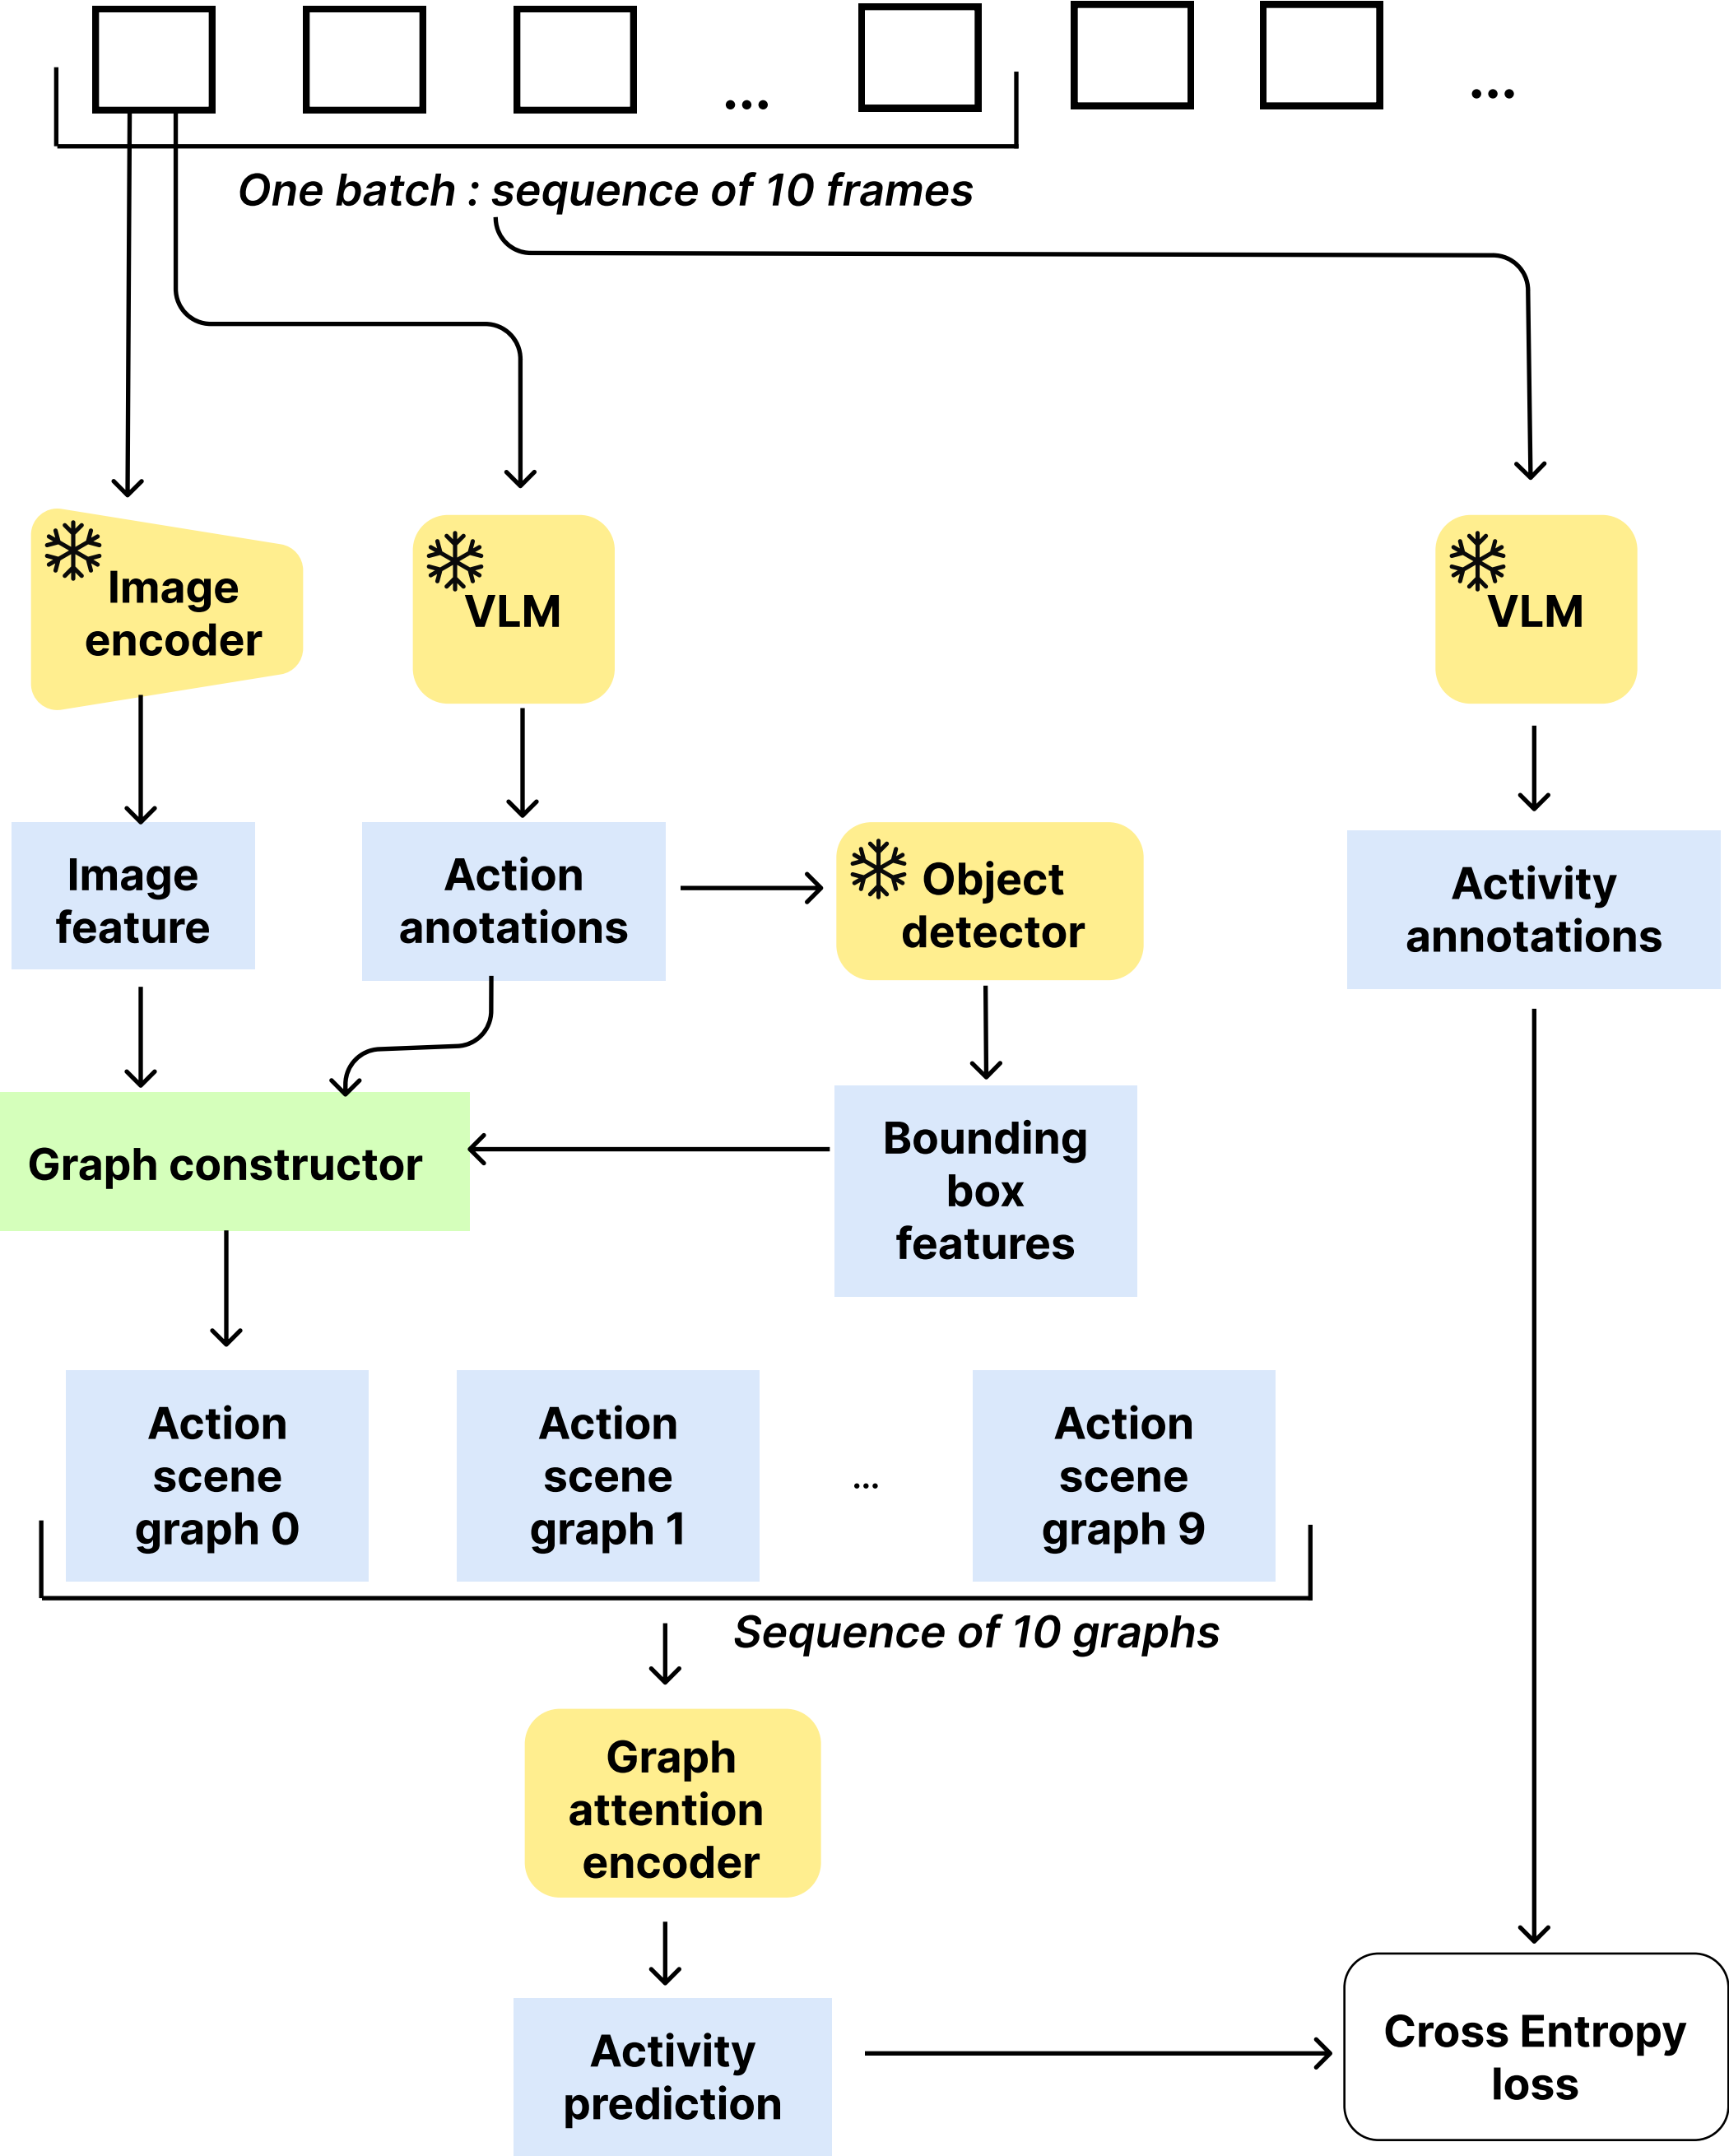 ...
...
One batch : sequence of 10 frames
Image
encoder
VLM
VLM
Image
feature
Action
anotations
Object
detector
Activity
annotations
Graph constructor
Bounding
box
features
Action
scene
graph 0
Action
scene
graph 1
...
Action
scene
graph 9
Sequence of 10 graphs
Graph
attention
encoder
Activity
prediction
Cross Entropy
loss